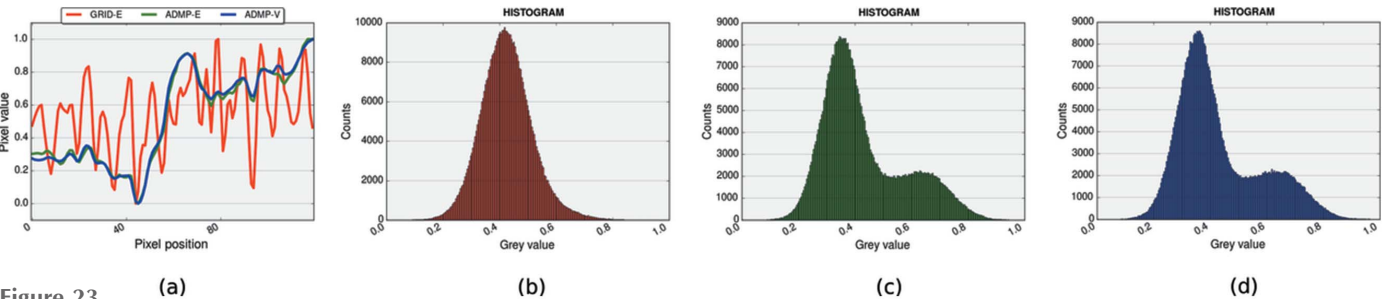 GRID-E ADMP-E ADMP-V
1.0
0.8
0.6
0.4
0.2
0.0
Pixel value
0 40 80
Pixel position
(a)
HISTOGRAM
10000
8000
6000
4000
2000
0
Counts
0.0 0.2 0.4 0.6 0.8 1.0
Grey value
(b)
HISTOGRAM
9000
8000
7000
6000
5000
4000
3000
2000
1000
0
Counts
0.0 0.2 0.4 0.6 0.8 1.0
Grey value
(c)
HISTOGRAM
9000
8000
7000
6000
5000
4000
3000
2000
1000
0
Counts
0.0 0.2 0.4 0.6 0.8 1.0
Grey value
(d)
Figure 23